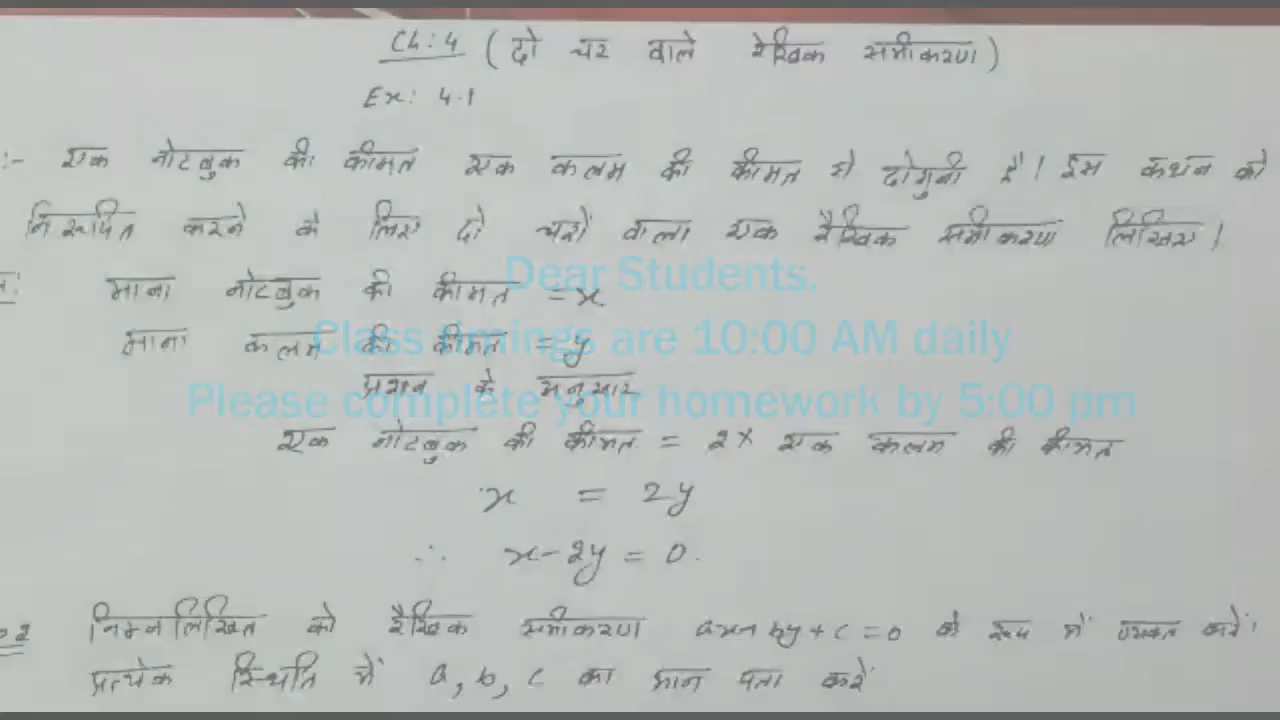 Ch: 4 ( दो चर वाले रैखिक समीकरण )
Ex: 4.1
:- एक नोटबुक की कीमत एक कलम की कीमत से दोगुनी है। इस कथन को
निरूपित करने के लिए दो चरों वाला एक रैखिक समीकरण लिखिए।
माना नोटबुक की कीमत = x
Dear Students.
माना कलम की कीमत = y
Class timings are 10:00 AM daily
प्रश्न के अनुसार
Please complete your homework by 5:00 pm
एक नोटबुक की कीमत = 2 × एक कलम की कीमत
x = 2y
∴ x - 2y = 0.
2 निम्नलिखित को रैखिक समीकरण ax + by + c = 0 के रूप में व्यक्त करें।
प्रत्येक स्थिति में a, b, c का मान पता करें